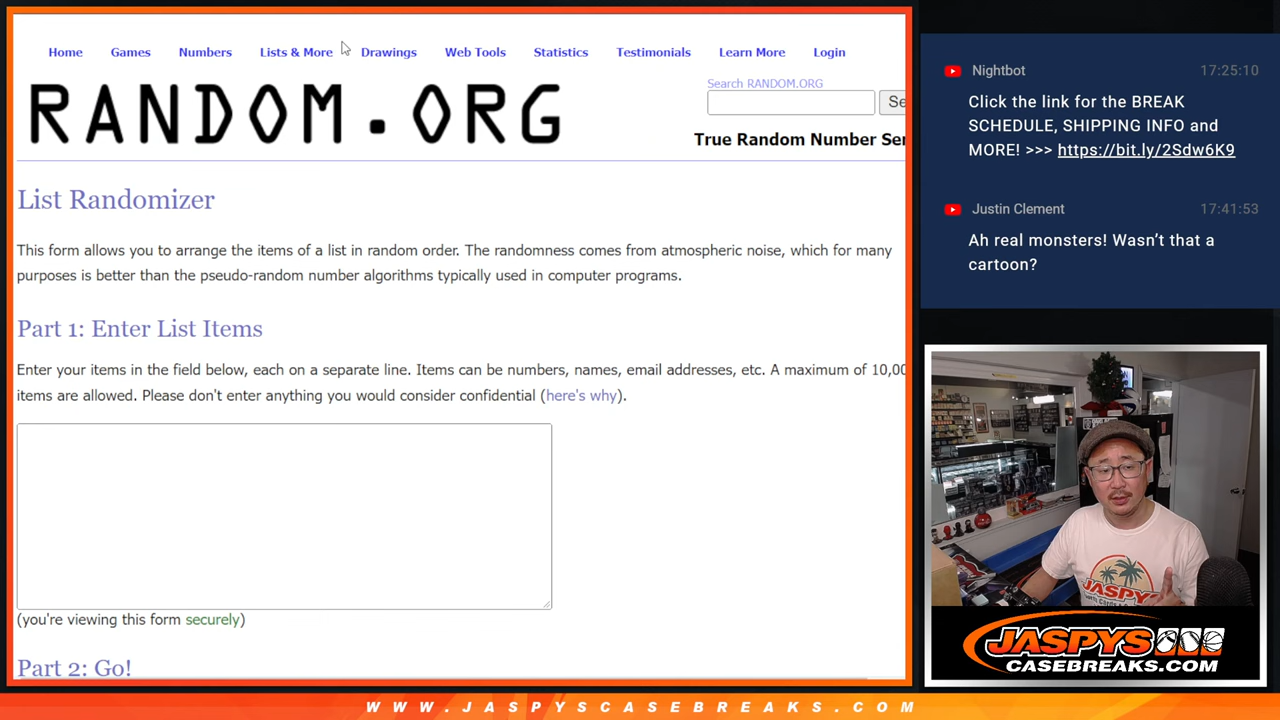 Home Games Numbers Lists & More Drawings Web Tools Statistics Testimonials Learn More Login
RANDOM.ORG
Search RANDOM.ORG
Se
True Random Number Ser
List Randomizer
This form allows you to arrange the items of a list in random order. The randomness comes from atmospheric noise, which for many
purposes is better than the pseudo-random number algorithms typically used in computer programs.
Part 1: Enter List Items
Enter your items in the field below, each on a separate line. Items can be numbers, names, email addresses, etc. A maximum of 10,00
items are allowed. Please don't enter anything you would consider confidential (here's why).
(you're viewing this form securely)
Part 2: Go!
Nightbot 17:25:10
Click the link for the BREAK
SCHEDULE, SHIPPING INFO and
MORE! >>> https://bit.ly/2Sdw6K9
Justin Clement 17:41:53
Ah real monsters! Wasn't that a
cartoon?
JASPYS
JASPYS
CASEBREAKS.COM
WWW.JASPYSCASEBREAKS.COM